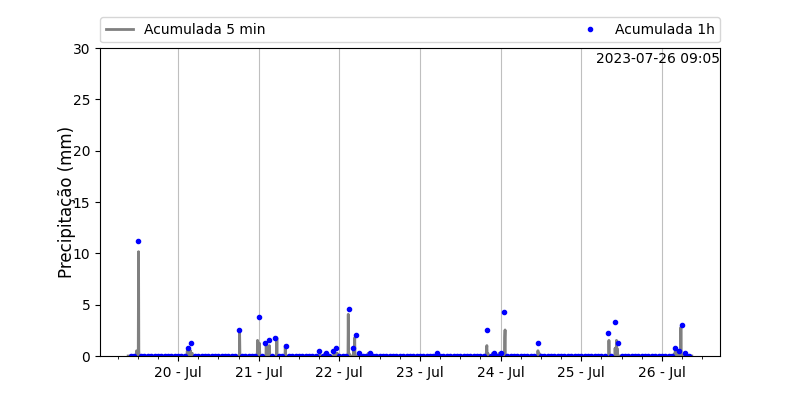 Acumulada 5 min
Acumulada 1h
2023-07-26 09:05
Precipitação (mm)
30
25
20
15
10
5
0
20 - Jul
21 - Jul
22 - Jul
23 - Jul
24 - Jul
25 - Jul
26 - Jul